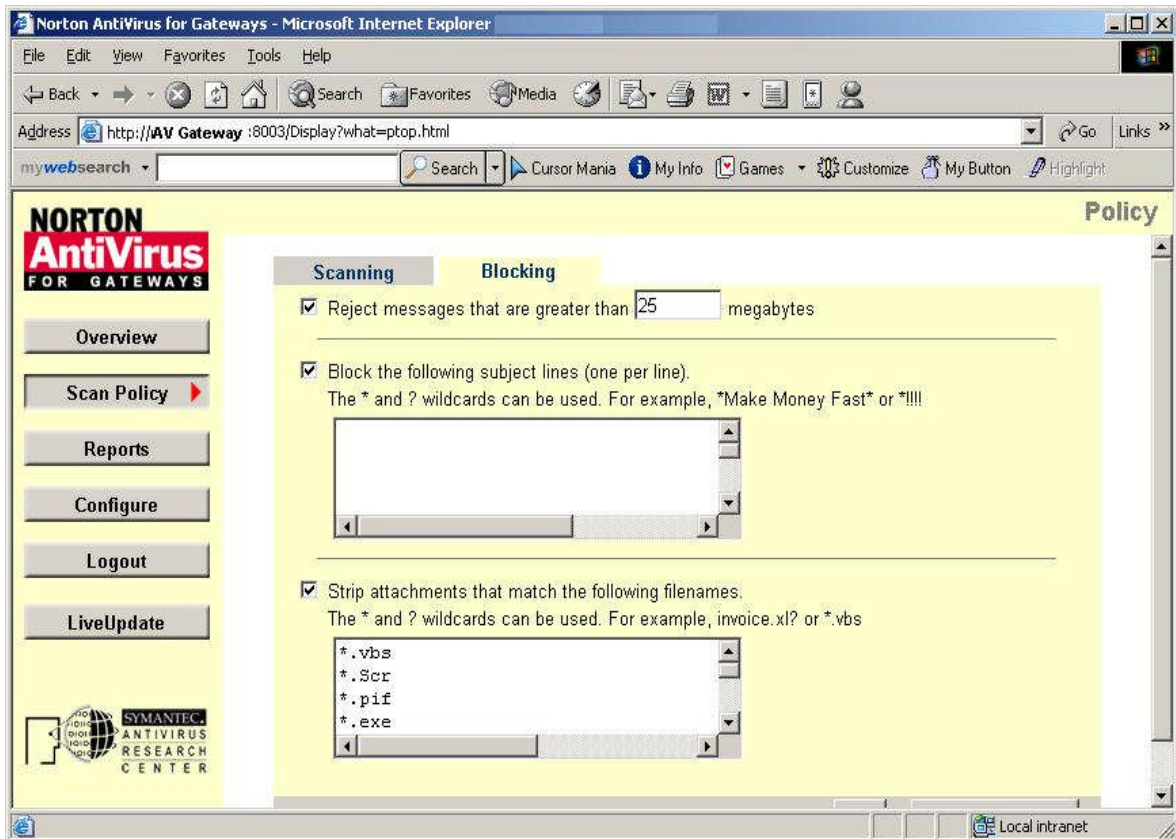 Norton AntiVirus for Gateways - Microsoft Internet Explorer
File Edit View Favorites Tools Help
Back Search Favorites Media
Address http://AV Gateway :8003/Display?what=ptop.html Go Links »
mywebsearch Search Cursor Mania My Info Games Customize My Button Highlight
Policy
NORTON
AntiVirus
FOR GATEWAYS
Overview
Scan Policy
Reports
Configure
Logout
LiveUpdate
SYMANTEC.
ANTIVIRUS
RESEARCH
CENTER
Scanning Blocking
Reject messages that are greater than 25 megabytes
Block the following subject lines (one per line).
The * and ? wildcards can be used. For example, *Make Money Fast* or *!!!!
Strip attachments that match the following filenames.
The * and ? wildcards can be used. For example, invoice.xl? or *.vbs
*.vbs
*.Scr
*.pif
*.exe
Local intranet